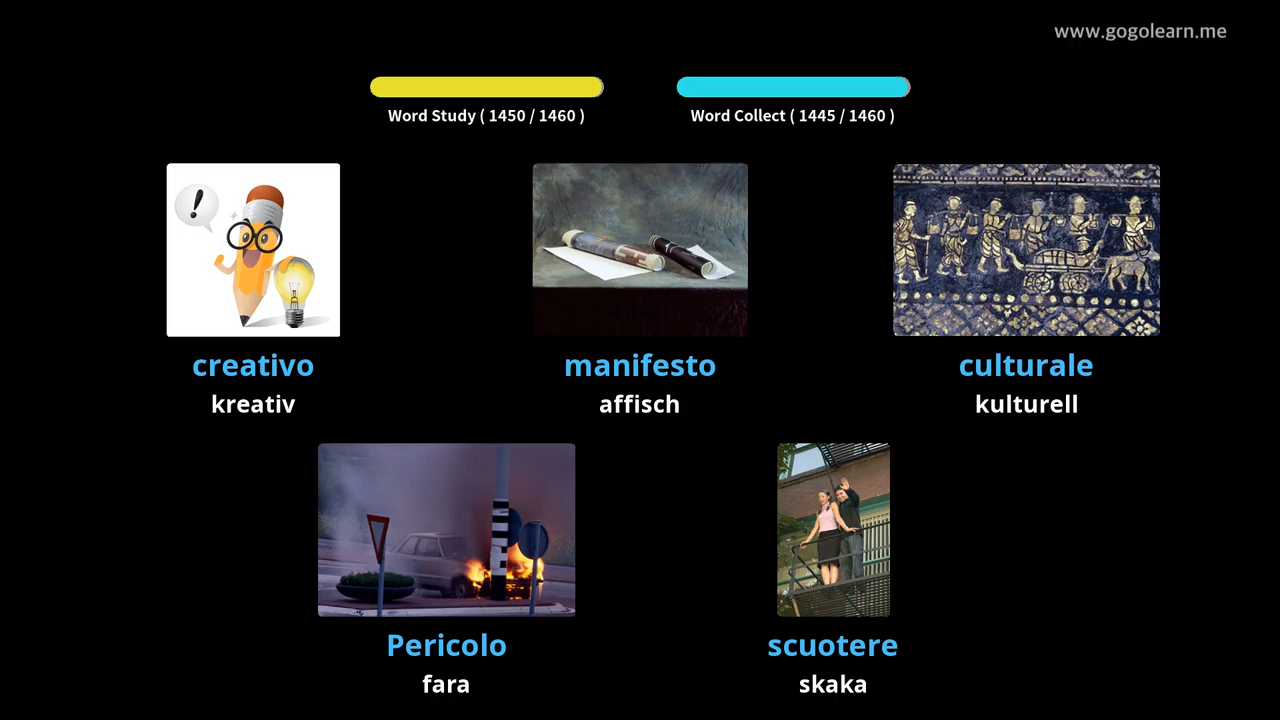 www.gogolearn.me
Word Study ( 1450 / 1460 )
Word Collect ( 1445 / 1460 )
!
creativo
kreativ
manifesto
affisch
culturale
kulturell
Pericolo
fara
scuotere
skaka